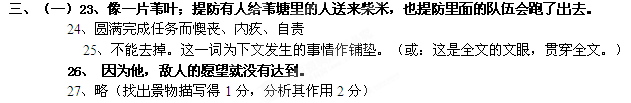 三、（一）23、像一片苇叶；提防有人给苇塘里的人送来柴米，也提防里面的队伍会跑了出去。
24、圆满完成任务而懊丧、内疚、自责
25、不能去掉。这一词为下文发生的事情作铺垫。（或：这是全文的文眼，贯穿全文。）
26、 因为他，敌人的愿望就没有达到。
27、略（找出景物描写得 1 分，分析其作用 2 分）